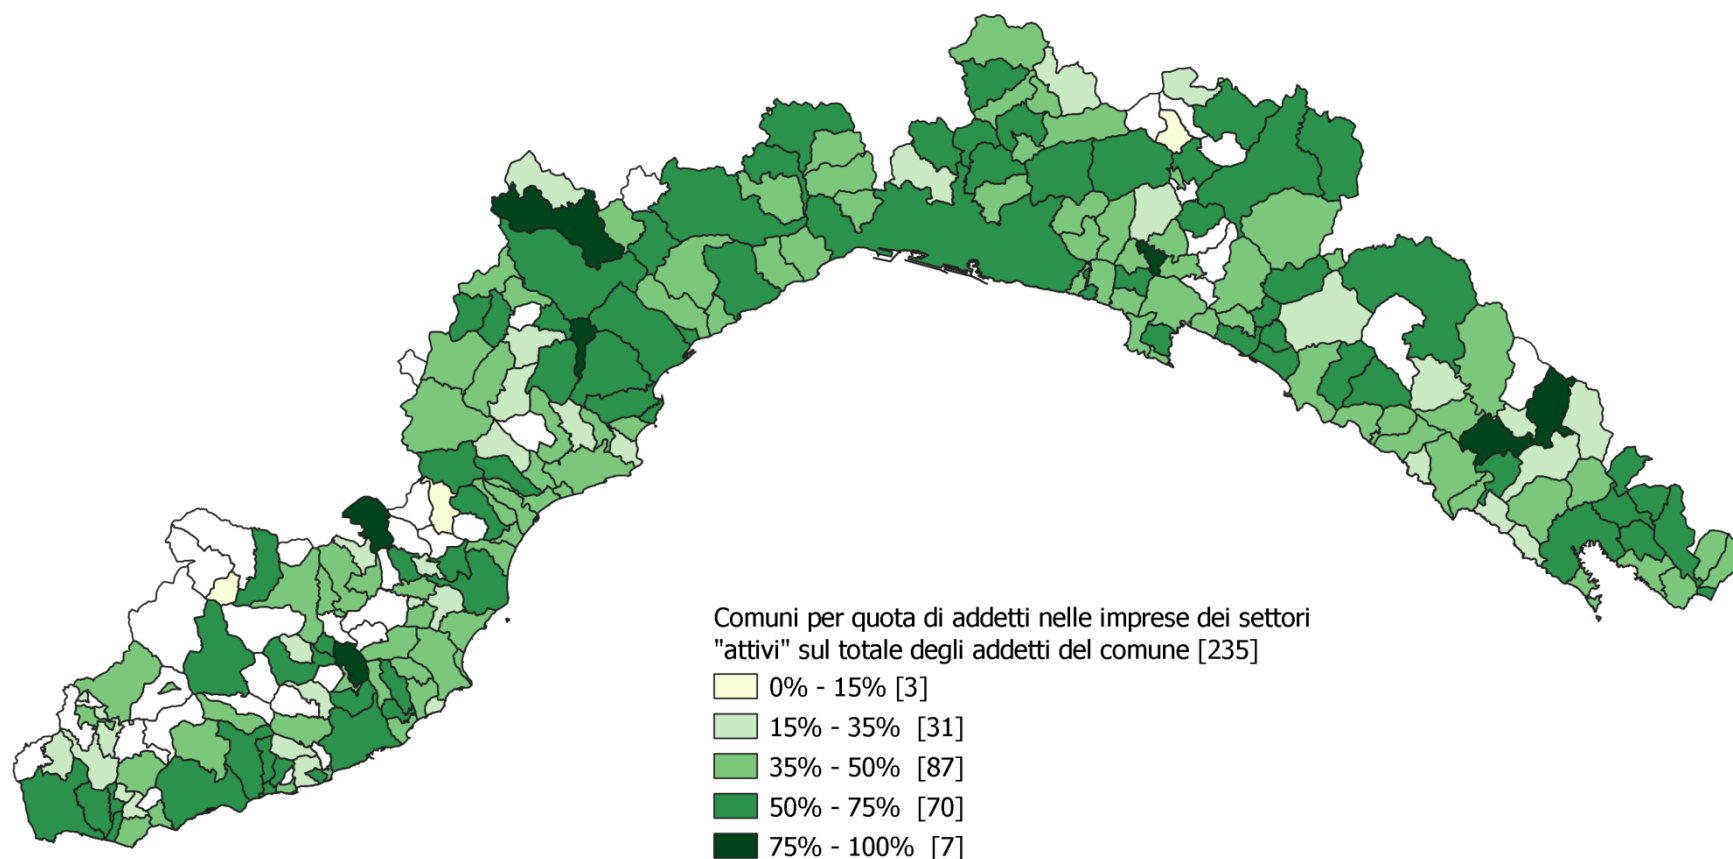 Comuni per quota di addetti nelle imprese dei settori
"attivi" sul totale degli addetti del comune [235]
0% - 15% [3]
15% - 35% [31]
35% - 50% [87]
50% - 75% [70]
75% - 100% [7]